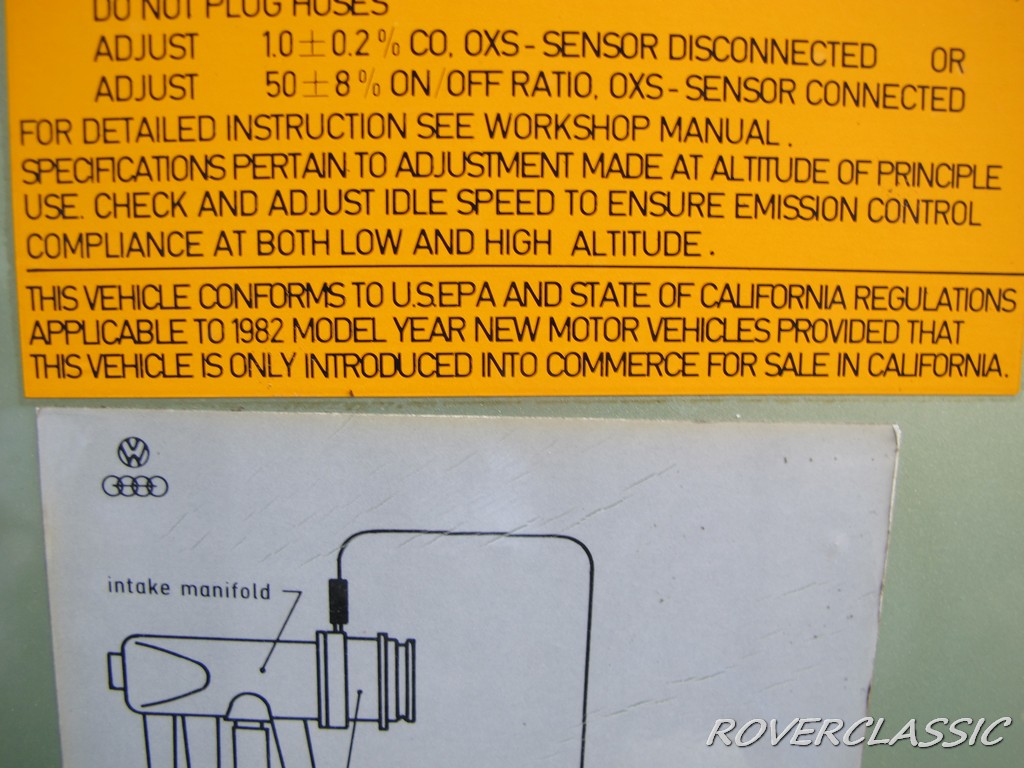 DO NOT PLUG HOSES
ADJUST 1.0±0.2 % CO, OXS-SENSOR DISCONNECTED OR
ADJUST 50±8 % ON/OFF RATIO, OXS-SENSOR CONNECTED
FOR DETAILED INSTRUCTION SEE WORKSHOP MANUAL.
SPECIFICATIONS PERTAIN TO ADJUSTMENT MADE AT ALTITUDE OF PRINCIPLE
USE. CHECK AND ADJUST IDLE SPEED TO ENSURE EMISSION CONTROL
COMPLIANCE AT BOTH LOW AND HIGH ALTITUDE.
THIS VEHICLE CONFORMS TO U.S.EPA AND STATE OF CALIFORNIA REGULATIONS
APPLICABLE TO 1982 MODEL YEAR NEW MOTOR VEHICLES PROVIDED THAT
THIS VEHICLE IS ONLY INTRODUCED INTO COMMERCE FOR SALE IN CALIFORNIA.
VW
intake manifold
ROVERCLASSIC